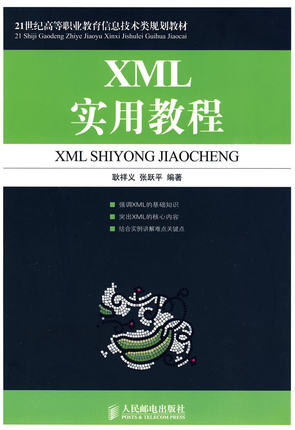 21世纪高等职业教育信息技术类规划教材
21 Shiji Gaodeng Zhiye Jiaoyu Xinxi Jishulei Guihua Jiaocai
XML
实用教程
XML SHIYONG JIAOCHENG
耿祥义 张跃平 编著
强调XML的基础知识
突出XML的核心内容
结合实例讲解难点关键点
人民邮电出版社
POSTS & TELECOM PRESS